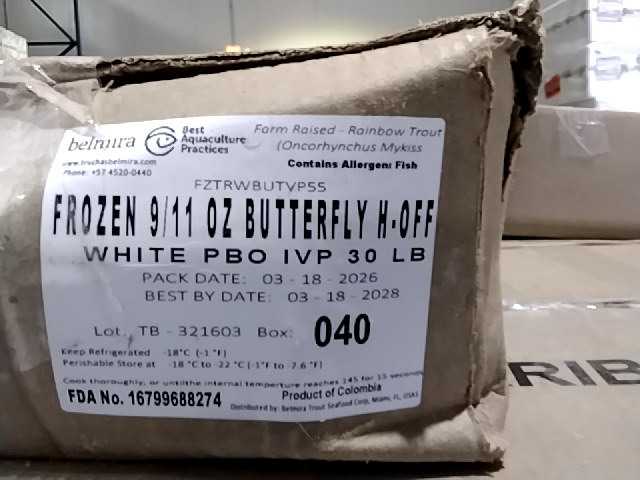 belmira
Best
Aquaculture
Practices
www.truchasbelmira.com
Phone: +57 4520-0440
Farm Raised - Rainbow Trout
(Oncorhynchus Mykiss
Contains Allergen: Fish
FZTRWBUTVP55
FROZEN 9/11 OZ BUTTERFLY H-OFF
WHITE PBO IVP 30 LB
PACK DATE: 03 - 18 - 2026
BEST BY DATE: 03 - 18 - 2028
Lot. TB - 321603 Box: 040
Keep Refrigerated -18°C (-1 °F)
Perishable Store at -18 °C to -22 °C (-1°F to -7.6 °F)
Cook thoroughly, or untilthe internal temperture reaches 145 for 15 seconds
FDA No. 16799688274
Product of Colombia
Distributed by: Belmira Trout Seafood Corp, Miami, FL, USA
RIB